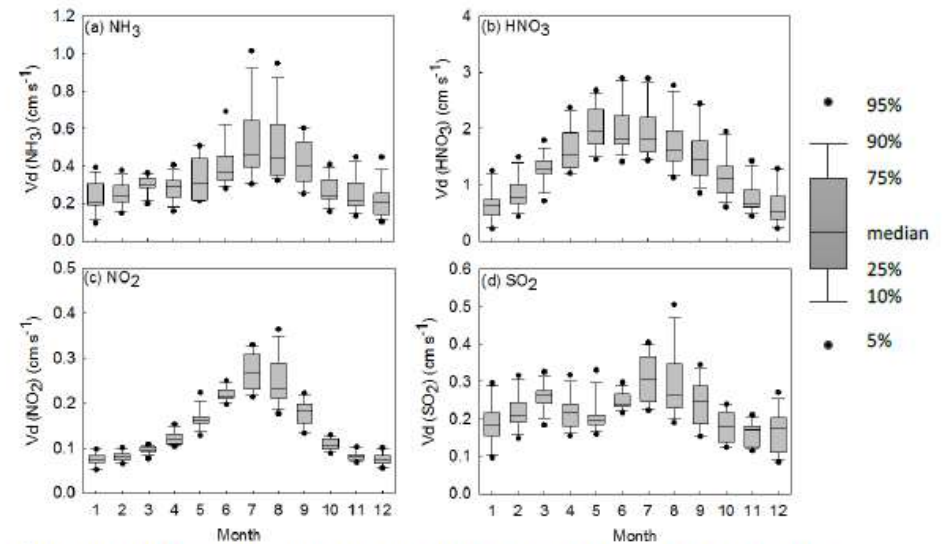 (a) NH3
Vd (NH3) (cm s-1)
1.2
1.0
0.8
0.6
0.4
0.2
0.0
(b) HNO3
Vd (HNO3) (cm s-1)
4
3
2
1
0
95%
90%
75%
median
25%
10%
5%
(c) NO2
Vd (NO2) (cm s-1)
0.5
0.4
0.3
0.2
0.1
0.0
1 2 3 4 5 6 7 8 9 10 11 12
Month
(d) SO2
Vd (SO2) (cm s-1)
0.6
0.5
0.4
0.3
0.2
0.1
0.0
1 2 3 4 5 6 7 8 9 10 11 12
Month